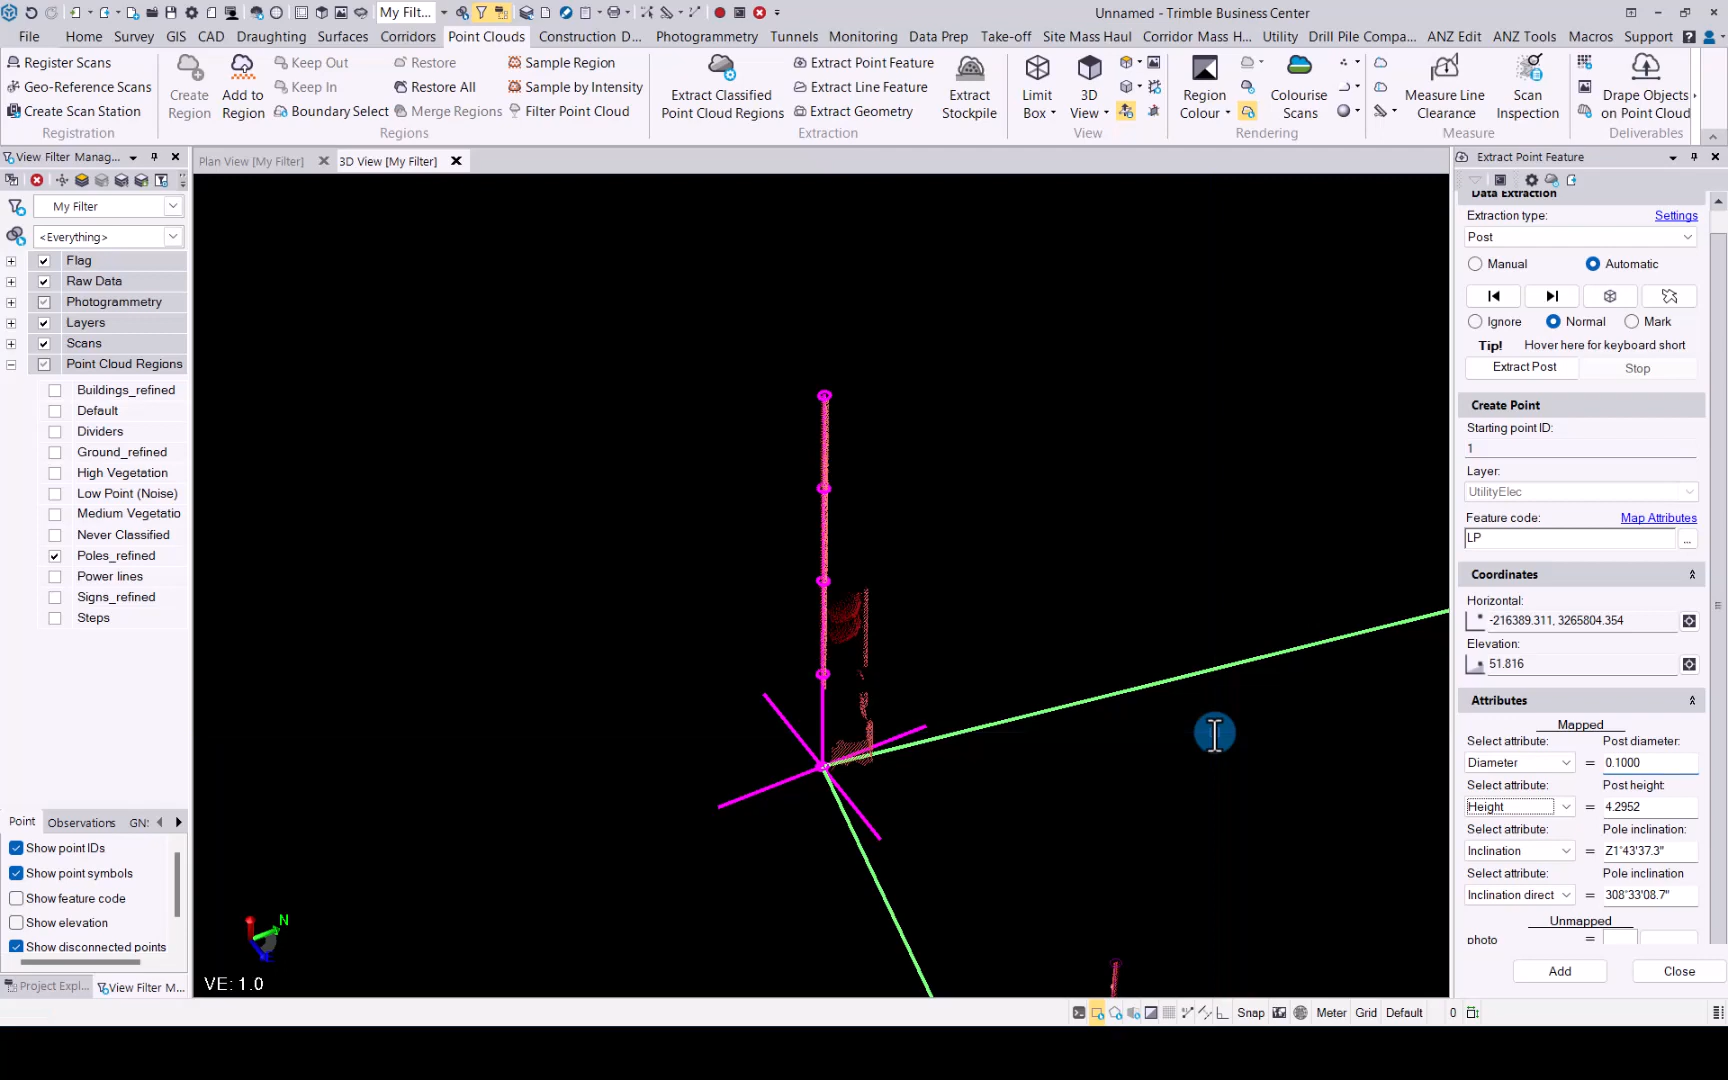 My Filt...
Unnamed - Trimble Business Center
File Home Survey GIS CAD Draughting Surfaces Corridors Point Clouds Construction D... Photogrammetry Tunnels Monitoring Data Prep Take-off Site Mass Haul Corridor Mass H... Utility Drill Pile Compa... ANZ Edit ANZ Tools Macros Support
Register Scans
Geo-Reference Scans
Create Scan Station
Registration
Create Region
Add to Region
Keep Out
Keep In
Boundary Select
Restore
Restore All
Merge Regions
Sample Region
Sample by Intensity
Filter Point Cloud
Regions
Extract Classified Point Cloud Regions
Extract Point Feature
Extract Line Feature
Extract Geometry
Extract Stockpile
Extraction
Limit Box
3D View
View
Region Colour
Colourise Scans
Rendering
Measure Line Clearance
Scan Inspection
Measure
Drape Objects on Point Cloud
Deliverables
View Filter Manag...
Plan View [My Filter]
3D View [My Filter]
Extract Point Feature
My Filter
<Everything>
Flag
Raw Data
Photogrammetry
Layers
Scans
Point Cloud Regions
Buildings_refined
Default
Dividers
Ground_refined
High Vegetation
Low Point (Noise)
Medium Vegetatio
Never Classified
Poles_refined
Power lines
Signs_refined
Steps
Point Observations GN:
Show point IDs
Show point symbols
Show feature code
Show elevation
Show disconnected points
Project Expl...
View Filter M...
N
VE: 1.0
Data Extraction
Extraction type: Settings
Post
Manual Automatic
Ignore Normal Mark
Tip! Hover here for keyboard short
Extract Post Stop
Create Point
Starting point ID:
1
Layer:
UtilityElec
Feature code: Map Attributes
LP
...
Coordinates
Horizontal:
-216389.311, 3265804.354
Elevation:
51.816
Attributes
Mapped
Select attribute: Post diameter:
Diameter = 0.1000
Select attribute: Post height:
Height = 4.2952
Select attribute: Pole inclination:
Inclination = Z1°43'37.3"
Select attribute: Pole inclination
Inclination direct = 308°33'08.7"
Unmapped
photo =
Add Close
Snap Meter Grid Default 0